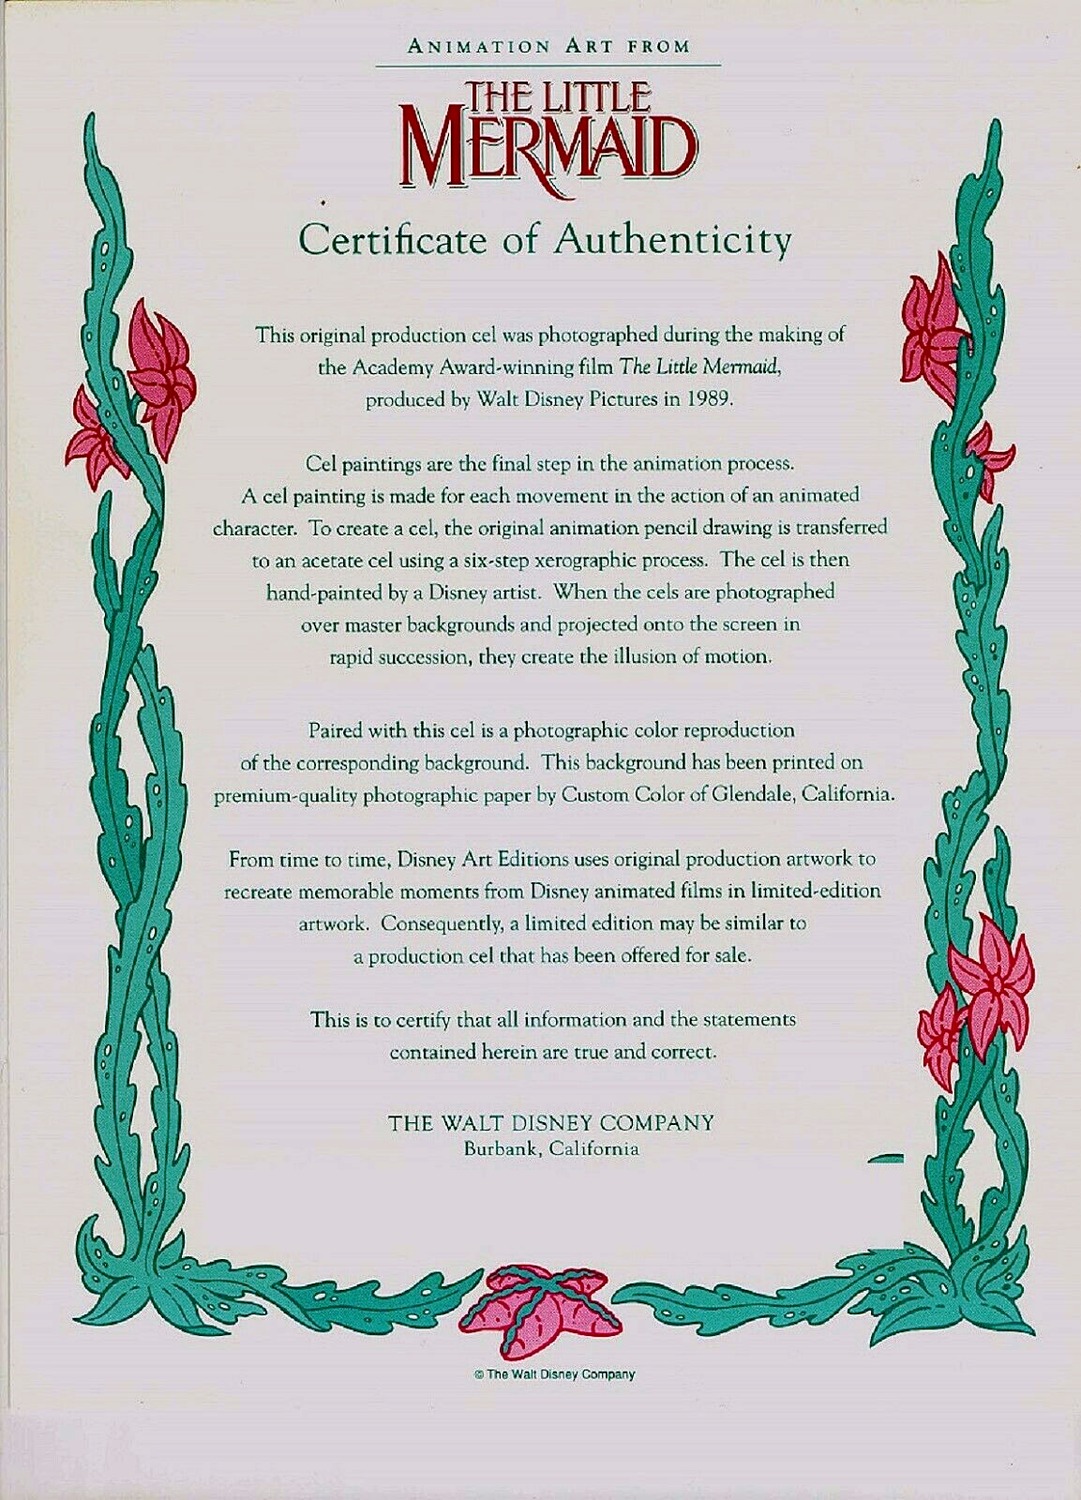 ANIMATION ART FROM
THE LITTLE
MERMAID
Certificate of Authenticity
This original production cel was photographed during the making of
the Academy Award-winning film The Little Mermaid,
produced by Walt Disney Pictures in 1989.
Cel paintings are the final step in the animation process.
A cel painting is made for each movement in the action of an animated
character. To create a cel, the original animation pencil drawing is transferred
to an acetate cel using a six-step xerographic process. The cel is then
hand-painted by a Disney artist. When the cels are photographed
over master backgrounds and projected onto the screen in
rapid succession, they create the illusion of motion.
Paired with this cel is a photographic color reproduction
of the corresponding background. This background has been printed on
premium-quality photographic paper by Custom Color of Glendale, California.
From time to time, Disney Art Editions uses original production artwork to
recreate memorable moments from Disney animated films in limited-edition
artwork. Consequently, a limited edition may be similar to
a production cel that has been offered for sale.
This is to certify that all information and the statements
contained herein are true and correct.
THE WALT DISNEY COMPANY
Burbank, California
© The Walt Disney Company